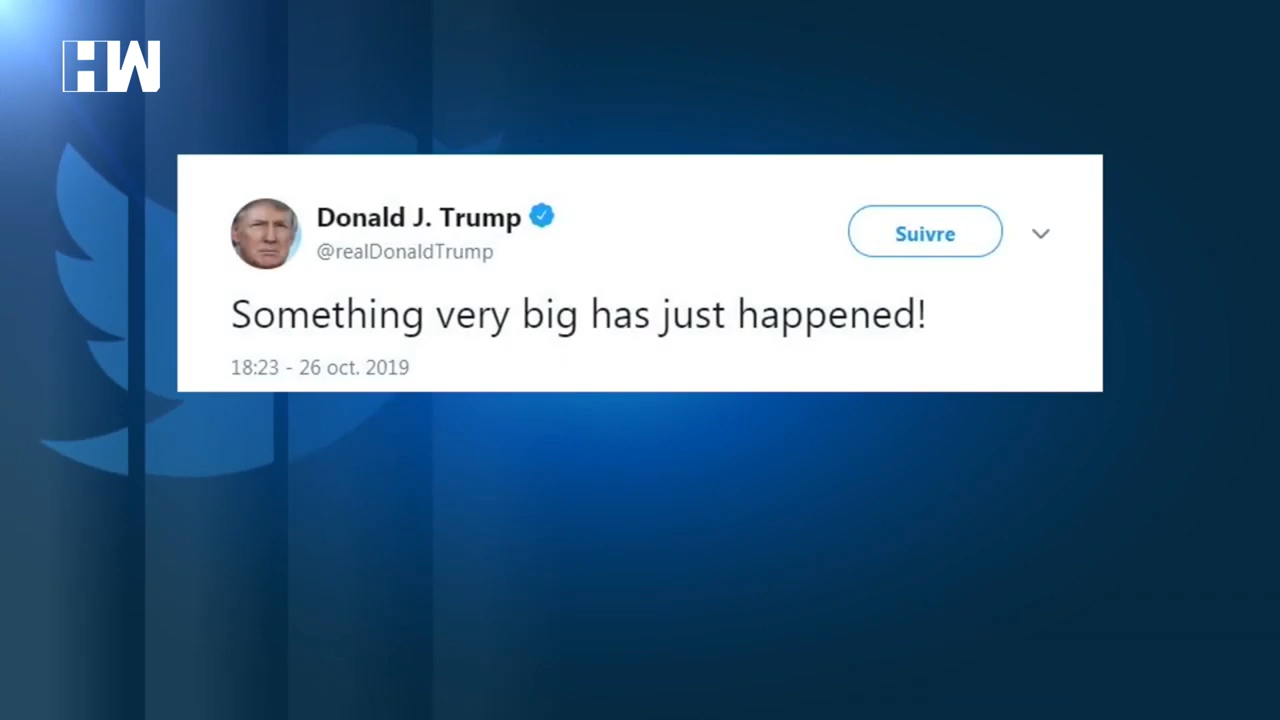 HW
Donald J. Trump
@realDonaldTrump
Suivre
Something very big has just happened!
18:23 - 26 oct. 2019